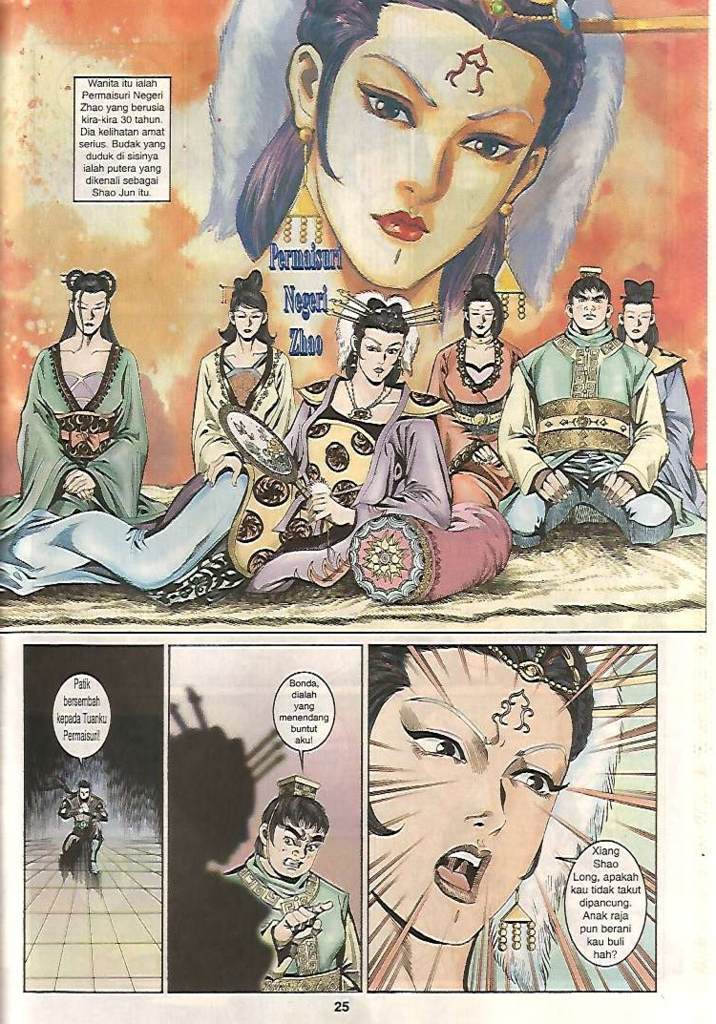 Wanita itu ialah
Permaisuri Negeri
Zhao yang berusia
kira-kira 30 tahun.
Dia kelihatan amat
serius. Budak yang
duduk di sisinya
ialah putera yang
dikenali sebagai
Shao Jun itu.
Permaisuri
Negeri
Zhao
Patik
bersembah
kepada Tuanku
Permaisuri!
Bonda,
dialah
yang
menendang
buntut
aku!
Xiang
Shao
Long, apakah
kau tidak takut
dipancung.
Anak raja
pun berani
kau buli
hah?
25